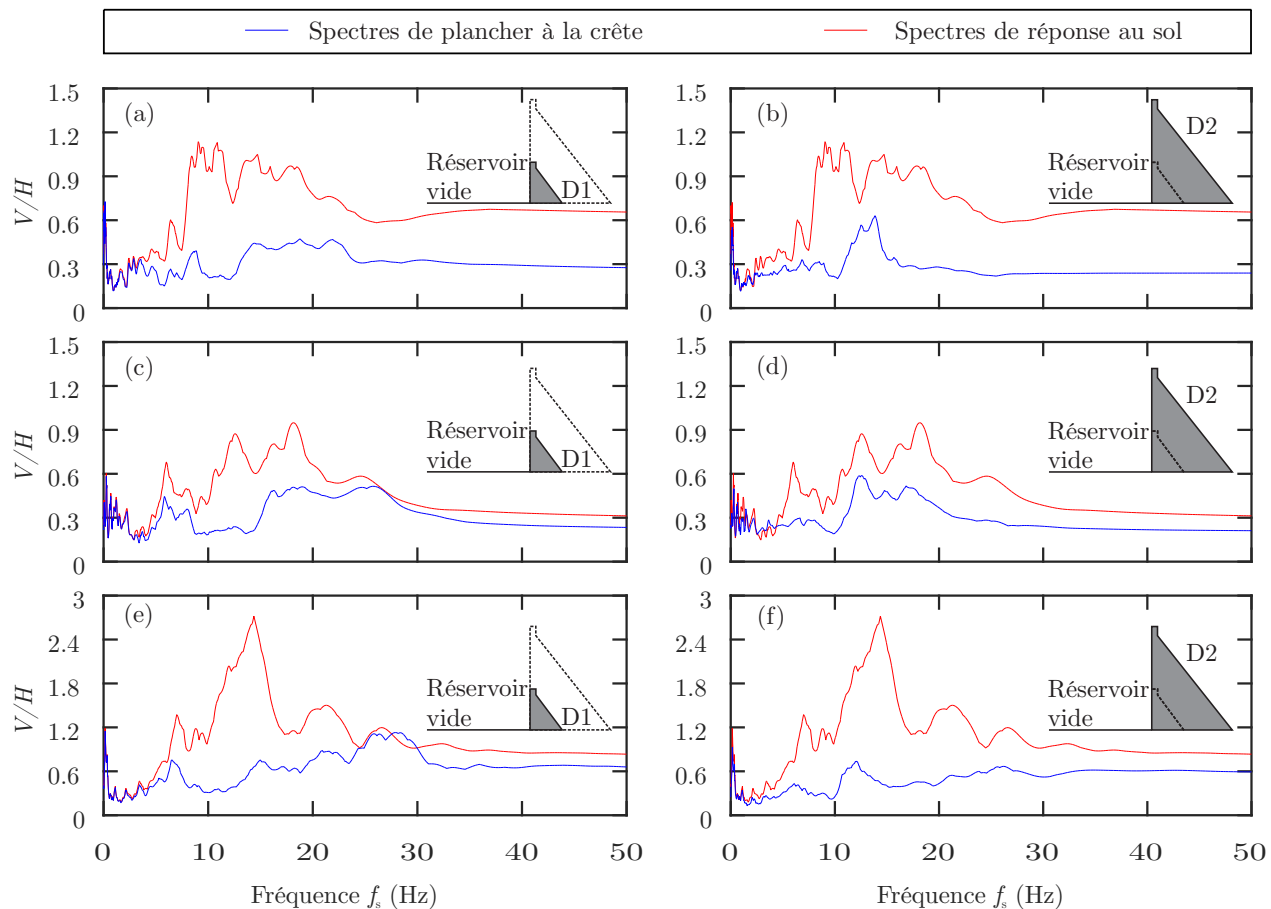 Spectres de plancher à la crête Spectres de réponse au sol
1.5
1.2
0.9
0.6
0.3
0
V/H
(a)
Réservoir
vide
D1
(b)
D2
Réservoir
vide
1.5
1.2
0.9
0.6
0.3
0
V/H
(c)
Réservoir
vide
D1
(d)
D2
Réservoir
vide
3
2.4
1.8
1.2
0.6
0
V/H
(e)
Réservoir
vide
D1
(f)
D2
Réservoir
vide
1.5
1.2
0.9
0.6
0.3
0
1.5
1.2
0.9
0.6
0.3
0
3
2.4
1.8
1.2
0.6
0
0 10 20 30 40 50
0 10 20 30 40 50
Fréquence fs (Hz)
Fréquence fs (Hz)